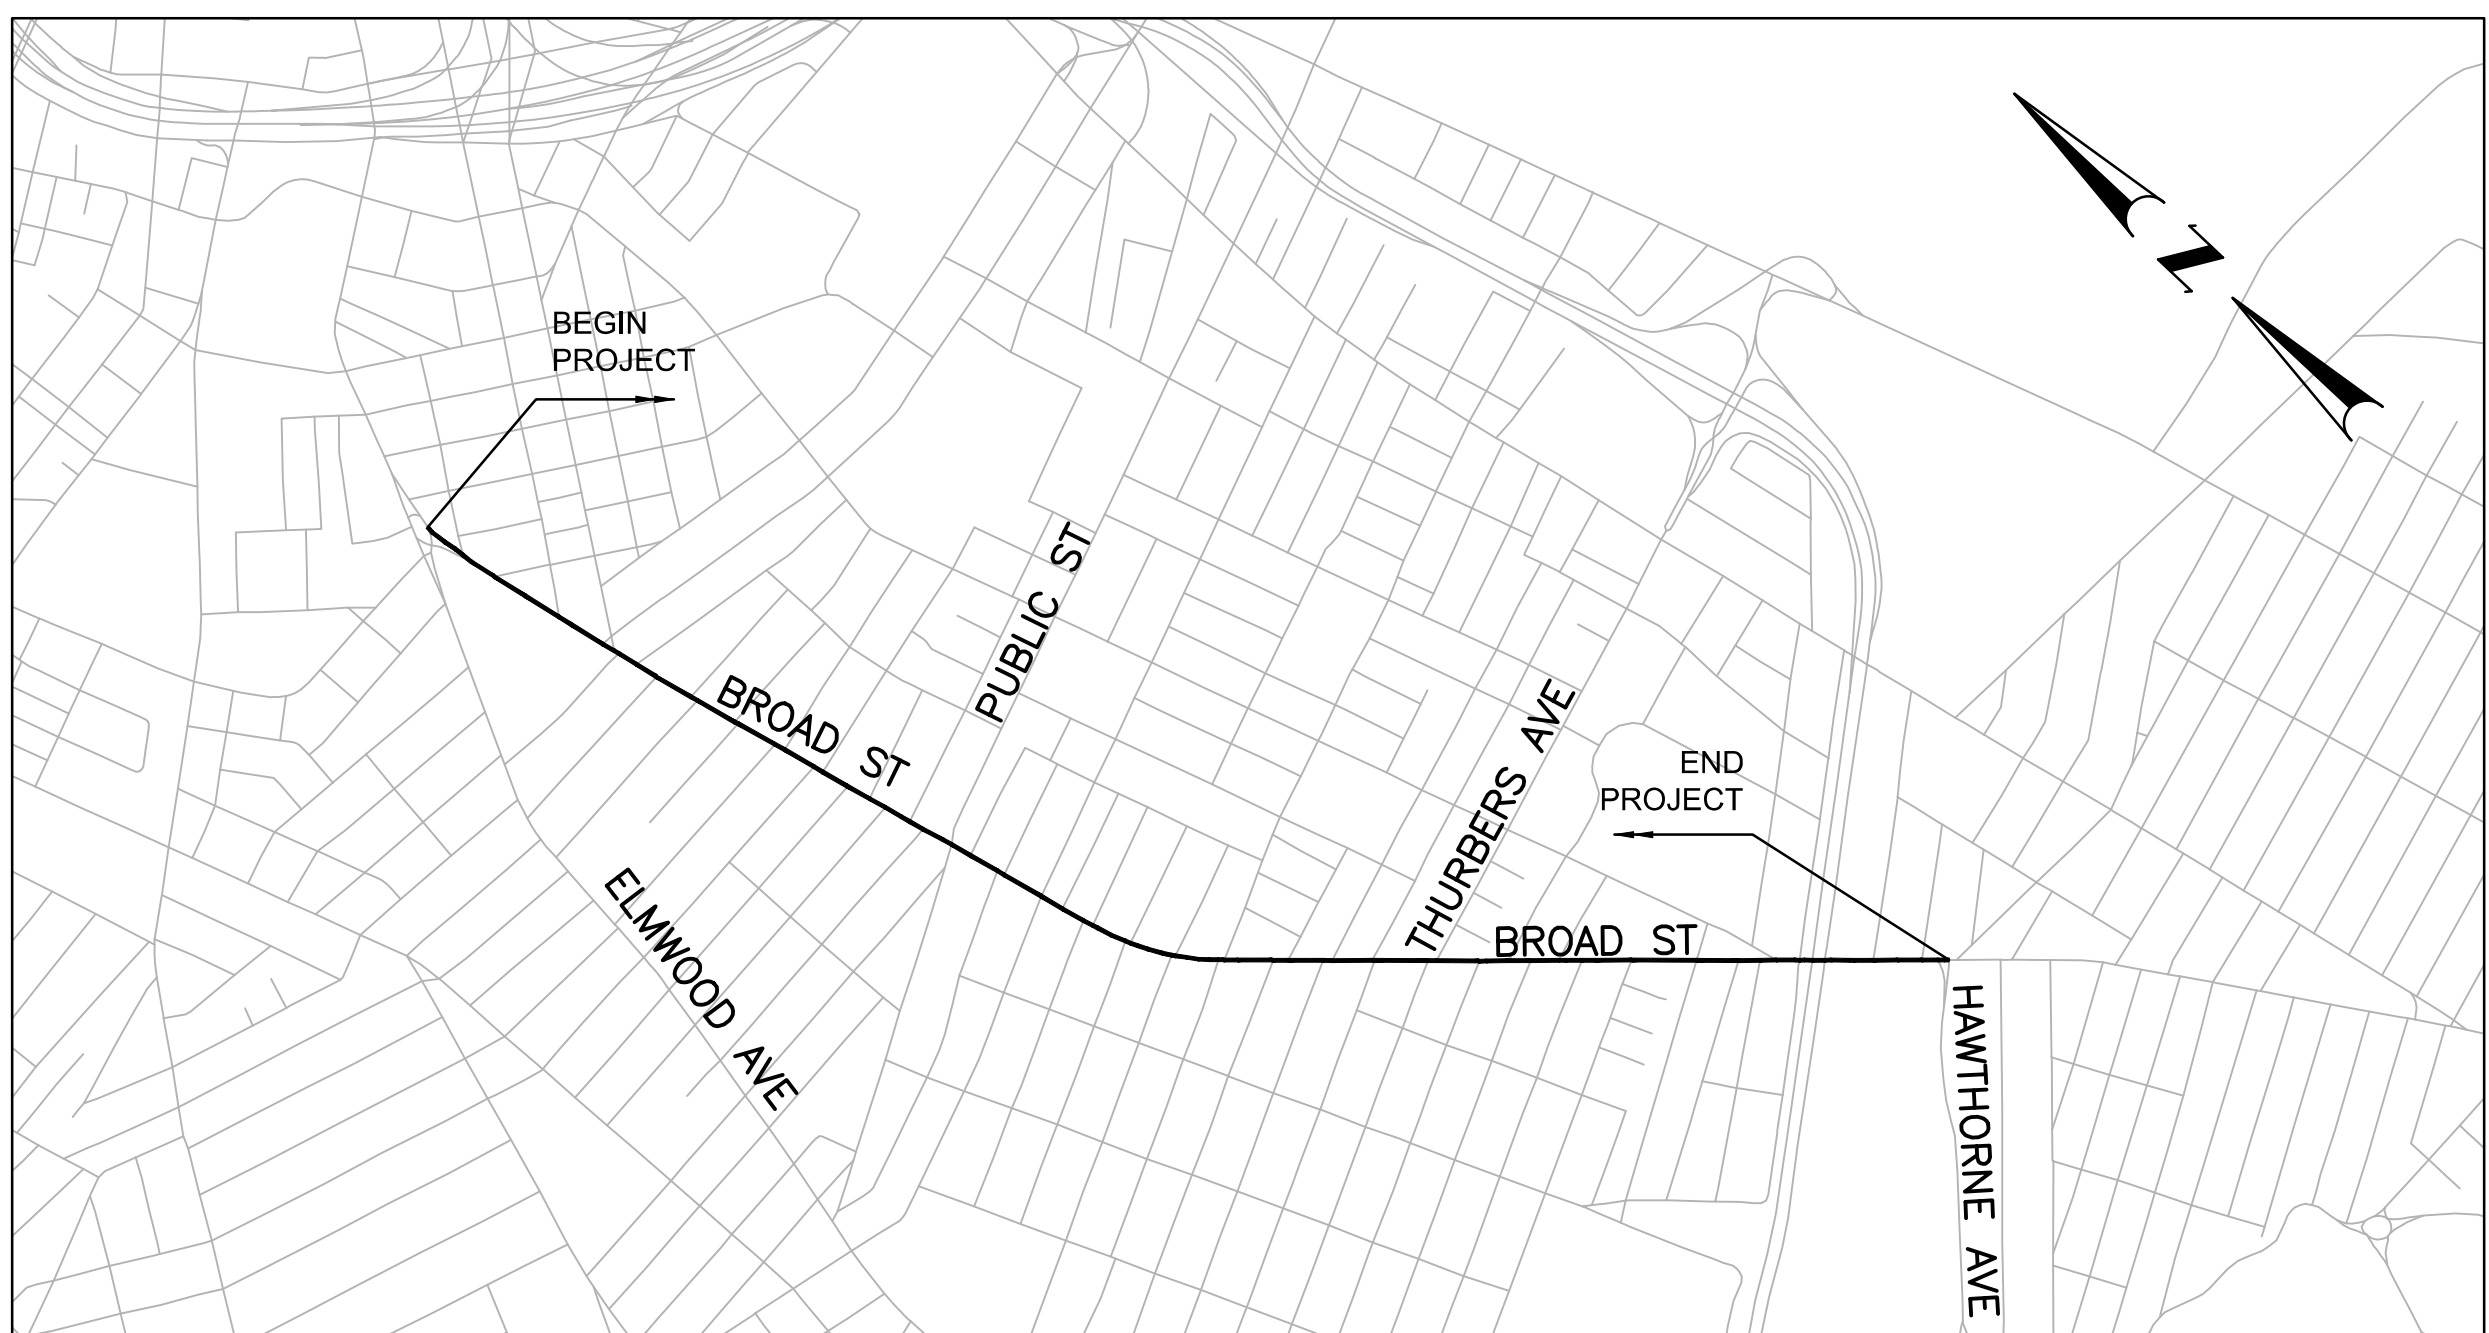 BEGIN
PROJECT
PUBLIC ST
BROAD ST
THURBERS AVE
END
PROJECT
ELMWOOD AVE
BROAD ST
HAWTHORNE AVE
N